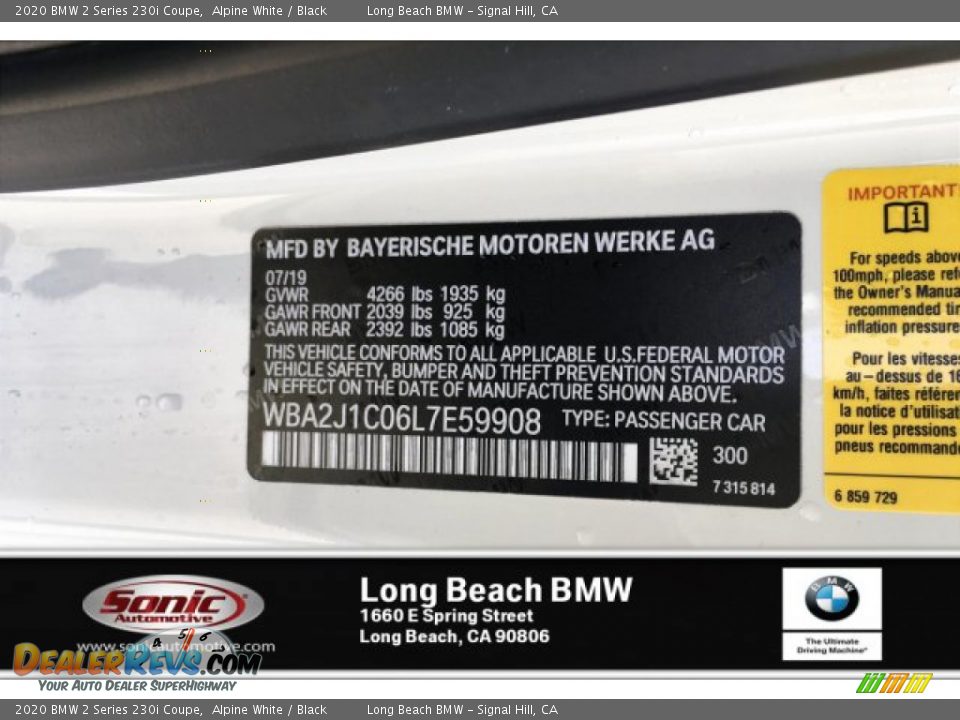 2020 BMW 2 Series 230i Coupe, Alpine White / Black Long Beach BMW - Signal Hill, CA
MFD BY BAYERISCHE MOTOREN WERKE AG
07/19
GVWR 4266 lbs 1935 kg
GAWR FRONT 2039 lbs 925 kg
GAWR REAR 2392 lbs 1085 kg
THIS VEHICLE CONFORMS TO ALL APPLICABLE U.S.FEDERAL MOTOR
VEHICLE SAFETY, BUMPER AND THEFT PREVENTION STANDARDS
IN EFFECT ON THE DATE OF MANUFACTURE SHOWN ABOVE.
WBA2J1C06L7E59908 TYPE: PASSENGER CAR
300
7 315 814
IMPORTANT
For speeds above
100mph, please
the Owner's
recommended
inflation pressure
Pour les vitesses
au-dessus de
km/h, faites
la notice
pour les pressions
pneus
6 859 729
Sonic
Automotive
www.sonicautomotive.com
Long Beach BMW
1660 E Spring Street
Long Beach, CA 90806
BMW
The Ultimate
Driving Machine®
4 5 6
DealerRevs.com
Your Auto Dealer SuperHighway
2020 BMW 2 Series 230i Coupe, Alpine White / Black Long Beach BMW - Signal Hill, CA